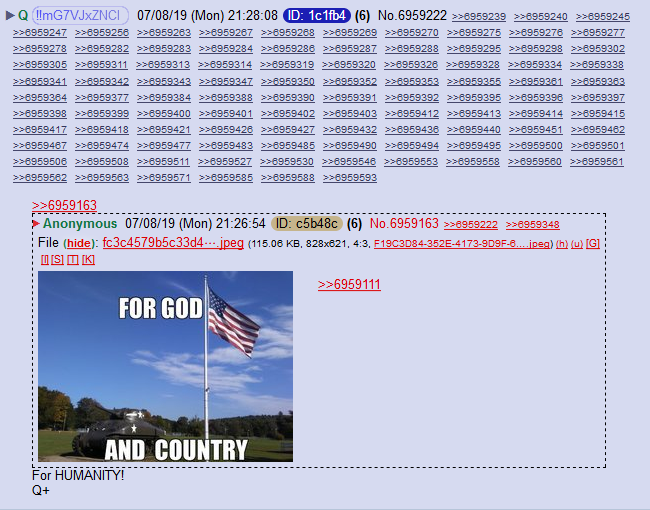 Q !!mG7VJxZNCI 07/08/19 (Mon) 21:28:08 ID: 1c1fb4 (6) No.6959222 >>6959239 >>6959240 >>6959245
>>6959247 >>6959256 >>6959263 >>6959267 >>6959268 >>6959269 >>6959270 >>6959275 >>6959276 >>6959277
>>6959278 >>6959282 >>6959283 >>6959284 >>6959286 >>6959287 >>6959288 >>6959295 >>6959298 >>6959302
>>6959305 >>6959311 >>6959313 >>6959314 >>6959319 >>6959320 >>6959326 >>6959328 >>6959334 >>6959338
>>6959341 >>6959342 >>6959343 >>6959347 >>6959350 >>6959352 >>6959353 >>6959355 >>6959361 >>6959363
>>6959364 >>6959377 >>6959384 >>6959388 >>6959390 >>6959391 >>6959392 >>6959395 >>6959396 >>6959397
>>6959398 >>6959399 >>6959400 >>6959401 >>6959402 >>6959403 >>6959412 >>6959413 >>6959414 >>6959415
>>6959417 >>6959418 >>6959421 >>6959426 >>6959427 >>6959432 >>6959436 >>6959440 >>6959451 >>6959462
>>6959467 >>6959474 >>6959477 >>6959483 >>6959485 >>6959490 >>6959494 >>6959495 >>6959500 >>6959501
>>6959506 >>6959508 >>6959511 >>6959527 >>6959530 >>6959546 >>6959553 >>6959558 >>6959560 >>6959561
>>6959562 >>6959563 >>6959571 >>6959585 >>6959588 >>6959593
>>6959163
Anonymous 07/08/19 (Mon) 21:26:54 ID: c5b48c (6) No.6959163 >>6959222 >>6959348
File (hide): fc3c4579b5c33d4⋯.jpeg (115.06 KB, 828x621, 4:3, F19C3D84-352E-4173-9D9F-6….jpeg) (h) (u) [G]
[I] [S] [T] [K]
>>6959111
FOR GOD
AND COUNTRY
For HUMANITY!
Q+